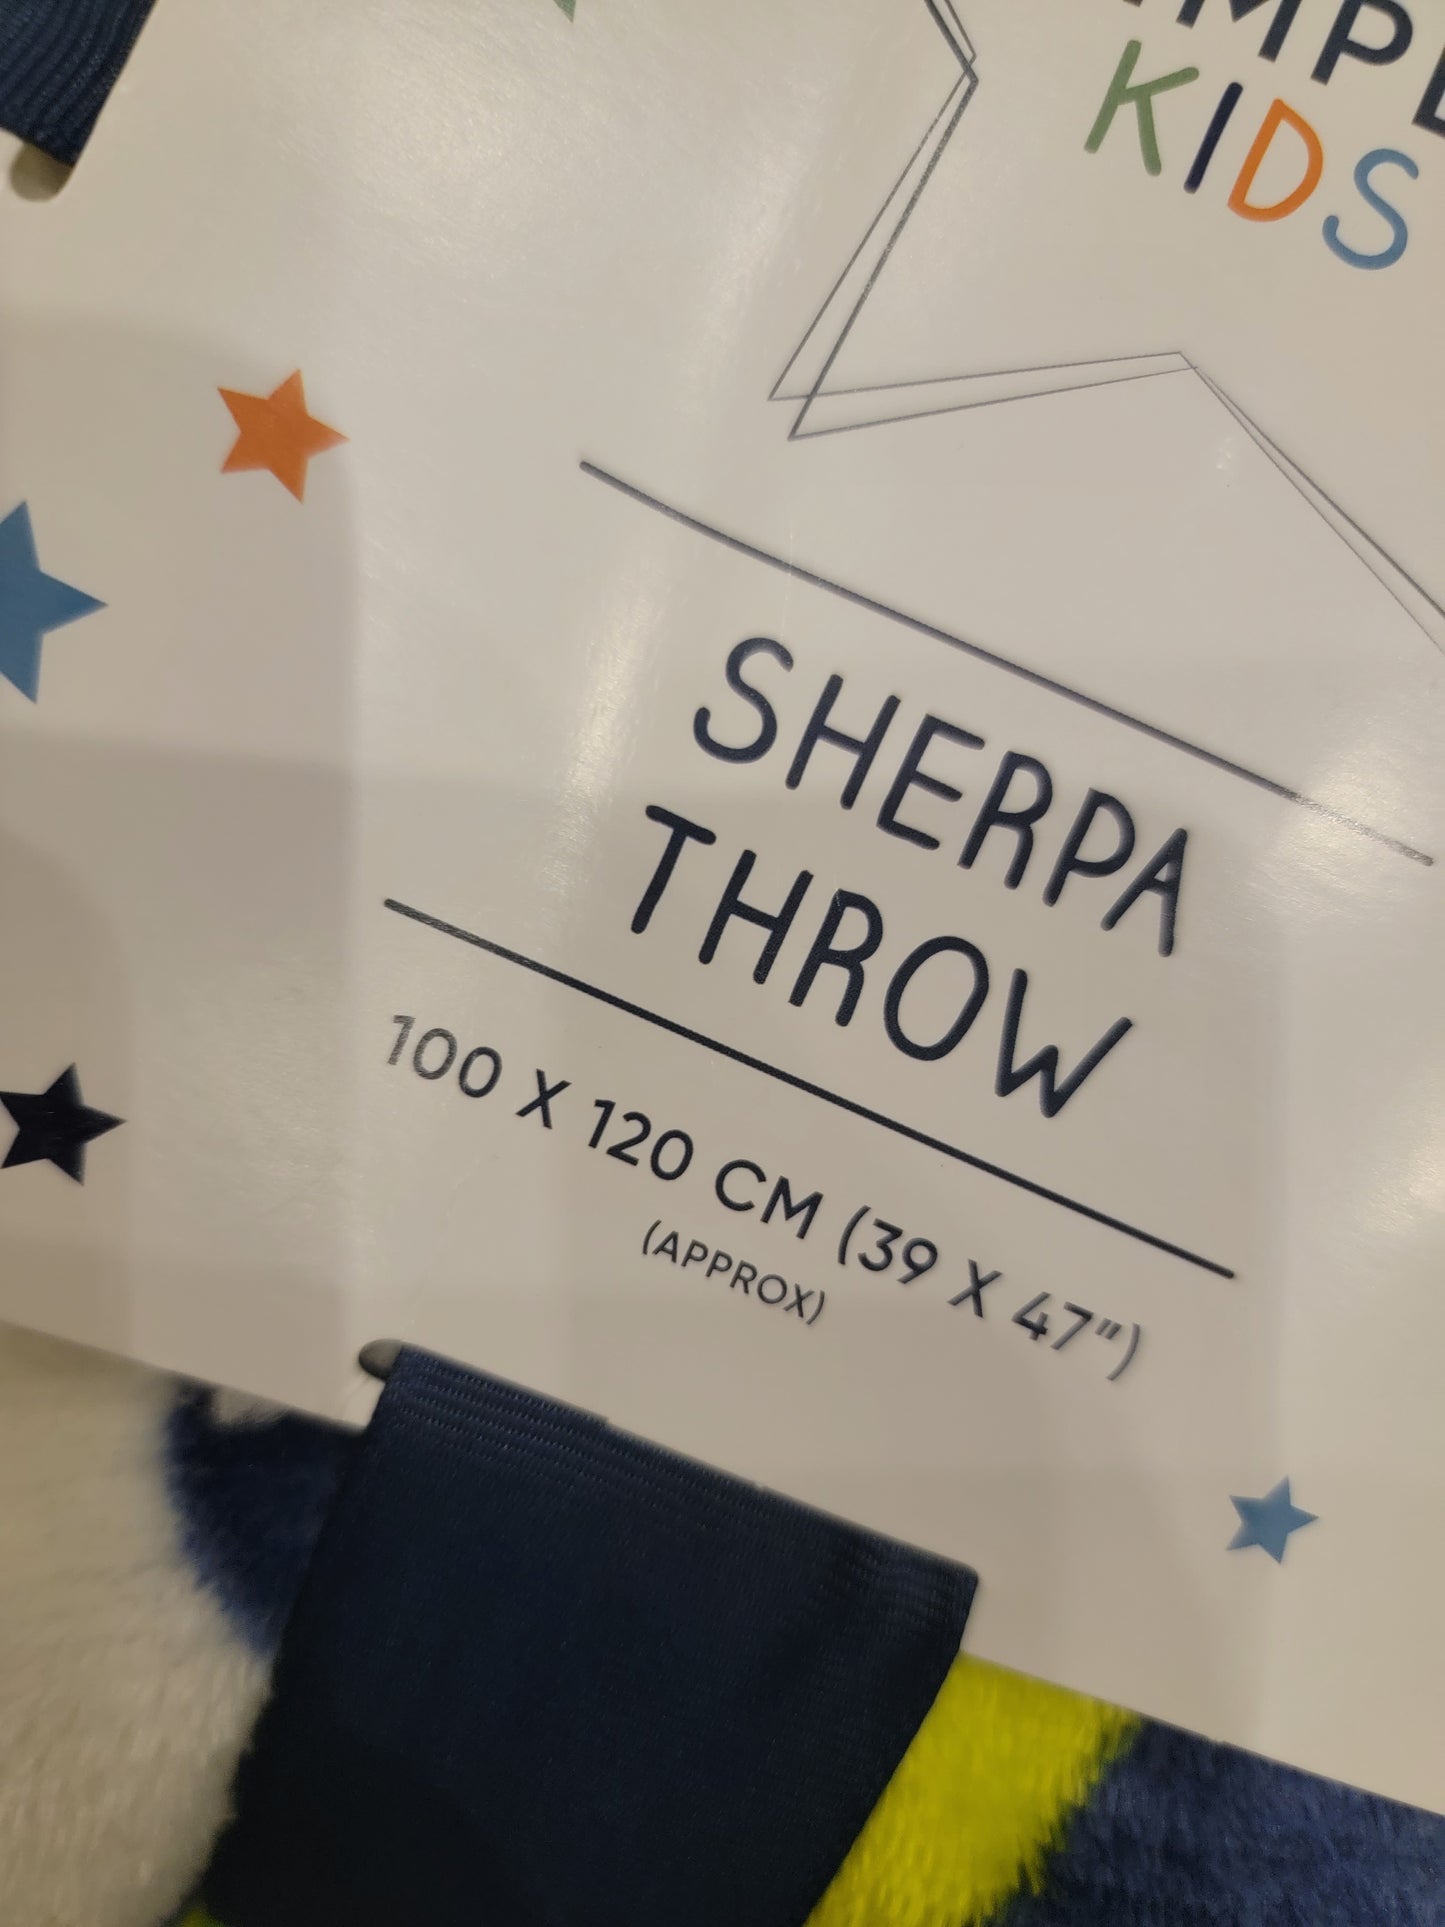 KIDS
SHERPA
THROW
100 X 120 CM (39 X 47")
(APPROX)